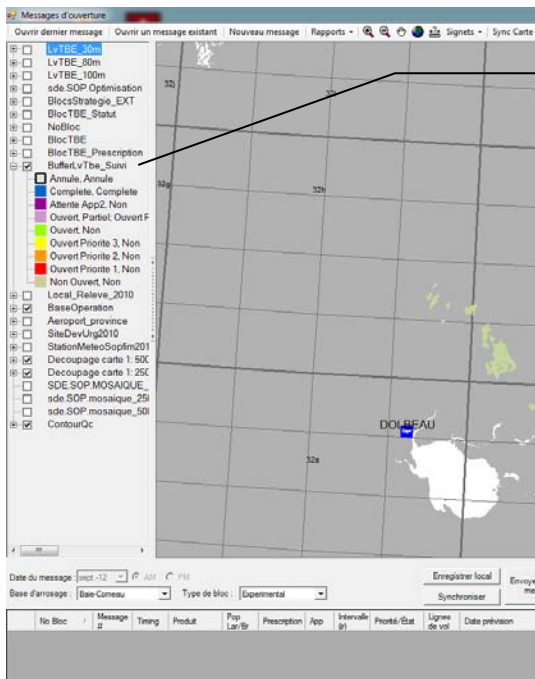 Messages d'ouverture
Ouvrir dernier message Ouvrir un message existant Nouveau message Rapports Signets Sync Carte
LvTBE_30m
LvTBE_80m
LvTBE_100m
sde.SOP.Optimisation
BlocsStrategie_EXT
BlocTBE_Statut
NoBloc
BlocTBE
BlocTBE_Prescription
BufferLvTbe_Suivi
Annule, Annule
Complete, Complete
Attente App2, Non
Ouvert, Partiel; Ouvert F
Ouvert, Non
Ouvert Priorite 3, Non
Ouvert Priorite 2, Non
Ouvert Priorite 1, Non
Non Ouvert, Non
Local_Releve_2010
BaseOperation
Aeroport_province
SiteDevUrg2010
StationMeteoSopfim201
Decoupage carte 1: 500
Decoupage carte 1: 250
SDE.SOP.MOSAIQUE_
sde.SOP.mosaique_25
sde.SOP.mosaique_50
ContourQc
32j
32g
32h
DOLBEAU
32a
Date du message : sept.-12 AM PM
Enregistrer local
Envoye
me
Base d'arrosage : Baie-Comeau Type de bloc : Experimental
Synchroniser
No Bloc / Message # Timing Produit Pop Lar/Br Prescription App Intervalle (jr) Priorité/État Lignes de vol Date prévision